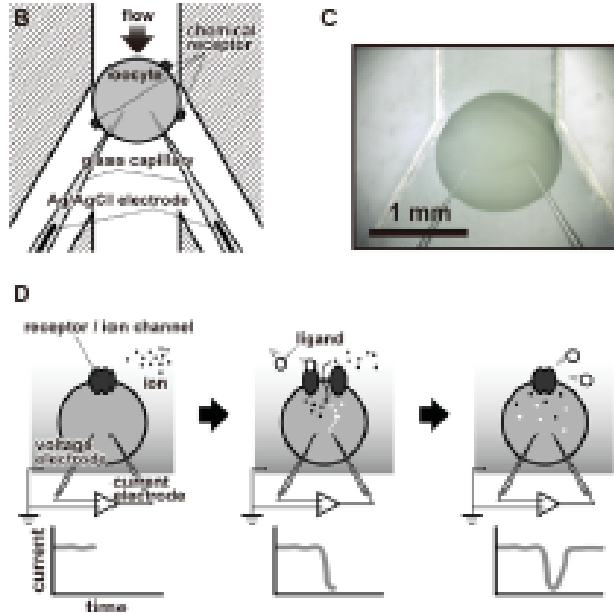 B
flow
chemical
receptor
oocyte
glass capillary
Ag/AgCl electrode
C
1 mm
D
receptor / ion channel
ion
voltage
electrode
current
electrode
ligand
current
time